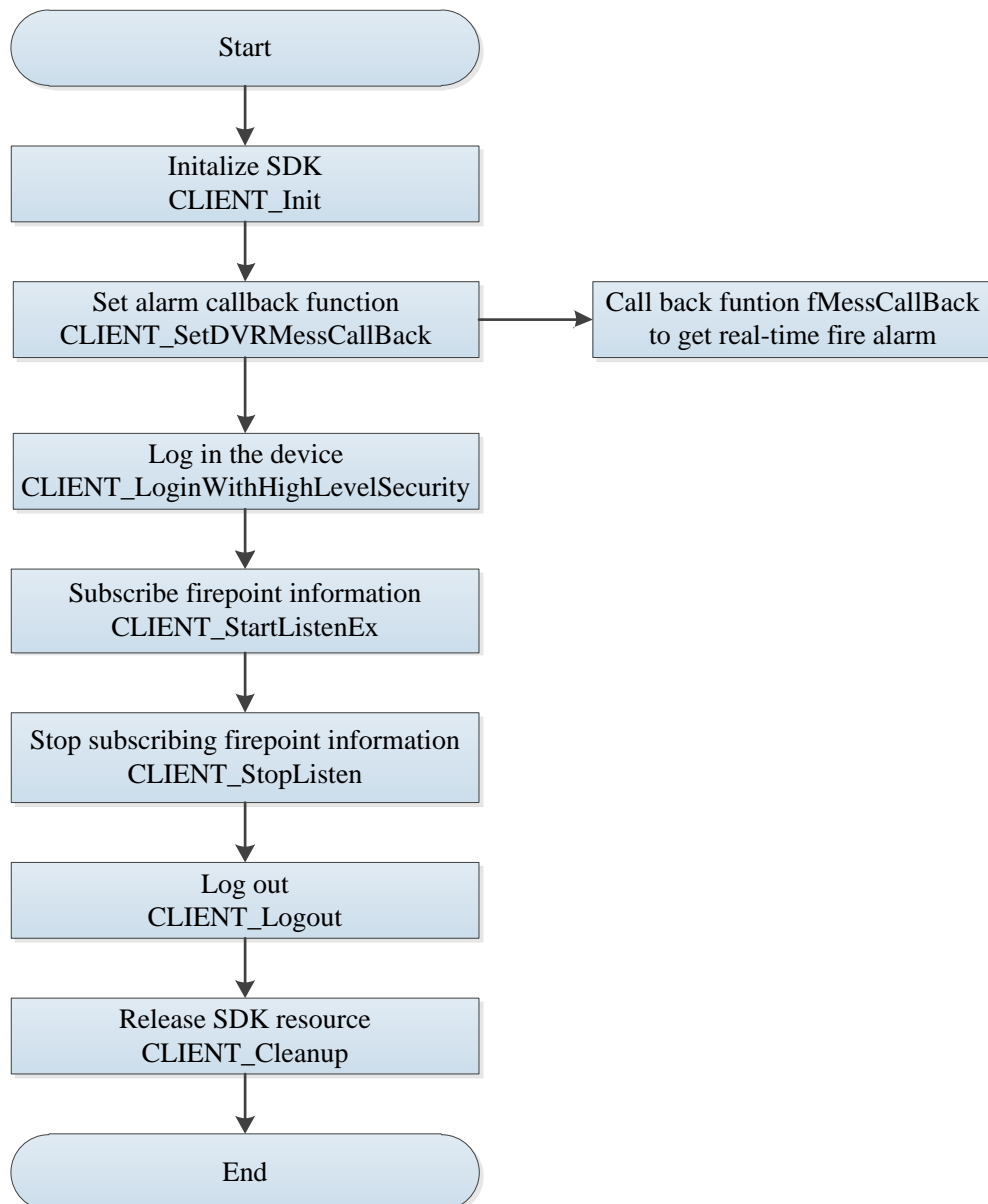 Start
Initalize SDK
CLIENT_Init
Set alarm callback function
CLIENT_SetDVRMessCallBack
Call back funtion fMessCallBack
to get real-time fire alarm
Log in the device
CLIENT_LoginWithHighLevelSecurity
Subscribe firepoint information
CLIENT_StartListenEx
Stop subscribing firepoint information
CLIENT_StopListen
Log out
CLIENT_Logout
Release SDK resource
CLIENT_Cleanup
End